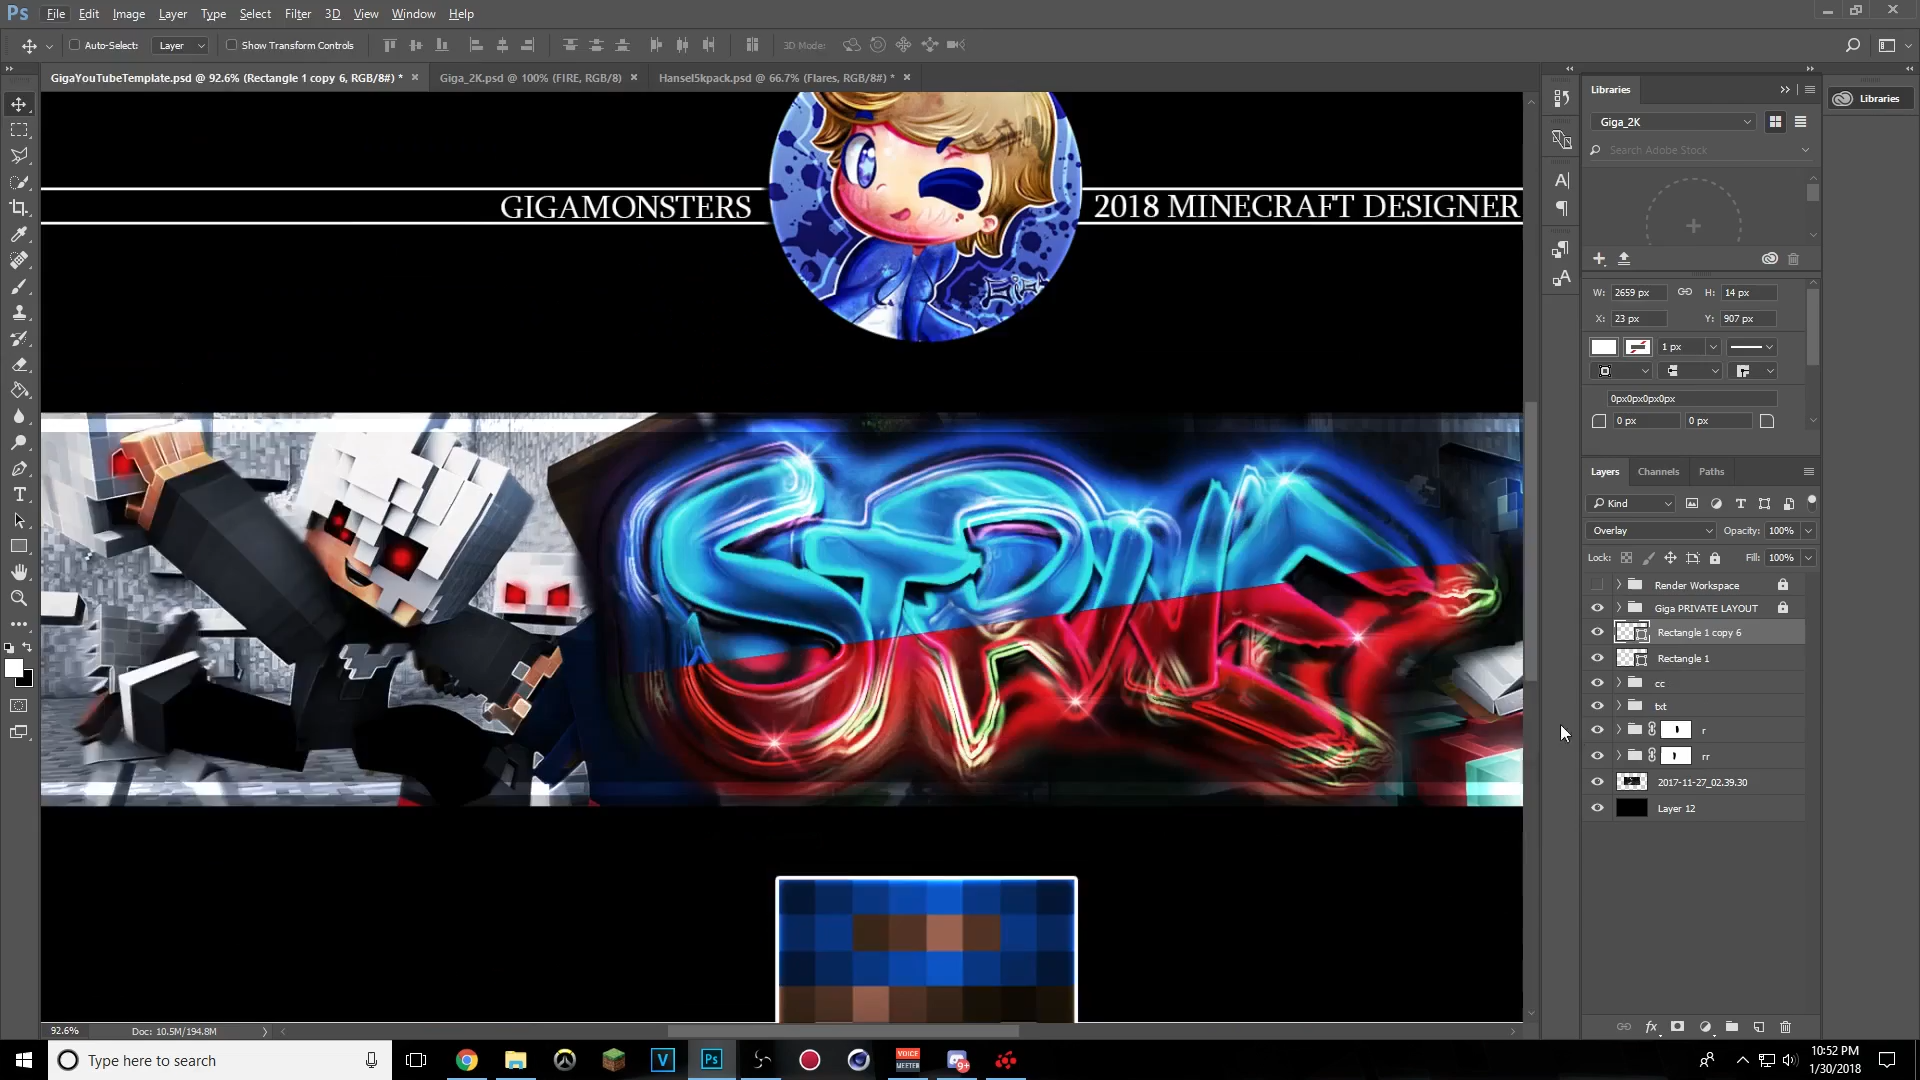 Ps File Edit Image Layer Type Select Filter 3D View Window Help
Auto-Select: Layer Show Transform Controls 3D Mode:
GigaYouTubeTemplate.psd @ 92.6% (Rectangle 1 copy 6, RGB/8#) * Giga_2K.psd @ 100% (FIRE, RGB/8) Hansel5kpack.psd @ 66.7% (Flares, RGB/8#) *
Libraries
Libraries
Giga_2K
Search Adobe Stock
GIGAMONSTERS
2018 MINECRAFT DESIGNER
W: 2659 px H: 14 px
X: 23 px Y: 907 px
1 px
0px0px0px0px
0 px 0 px
Layers Channels Paths
Kind
Overlay Opacity: 100%
Lock: Fill: 100%
Render Workspace
Giga PRIVATE LAYOUT
Rectangle 1 copy 6
Rectangle 1
cc
txt
r
rr
2017-11-27_02.39.30
Layer 12
fx
92.6% Doc: 10.5M/194.8M
Type here to search
V
Ps
VOICE
MEETER
9+
10:52 PM
1/30/2018